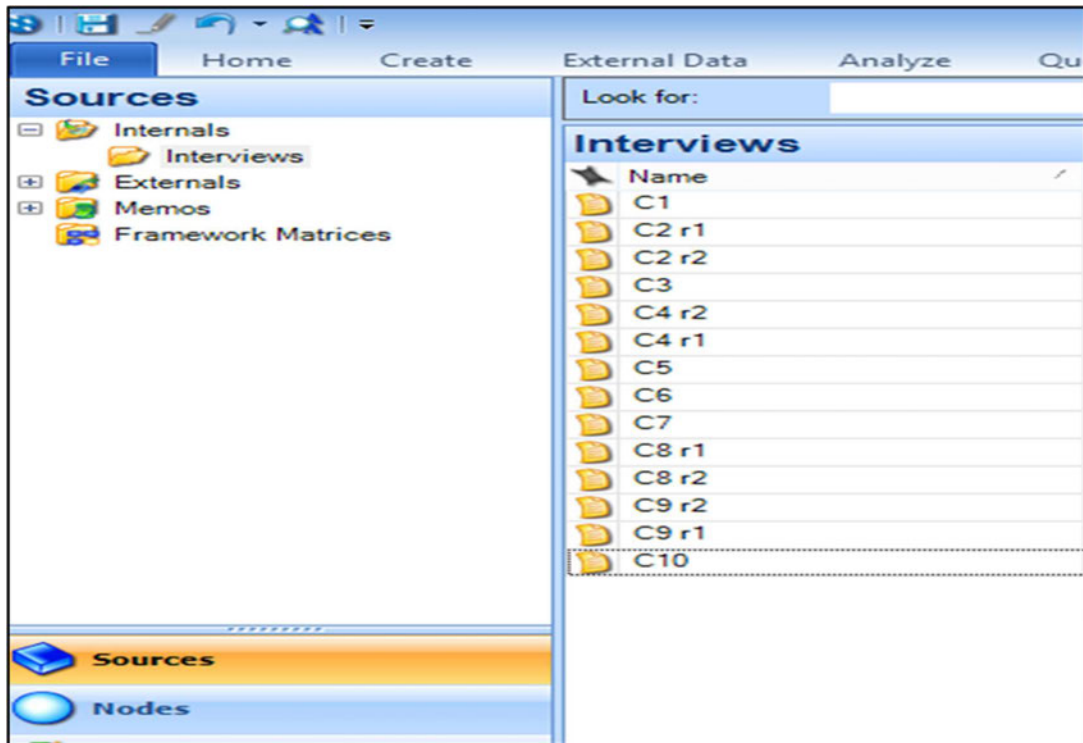 File Home Create External Data Analyze Qu
Sources
Internals
Interviews
Externals
Memos
Framework Matrices
Sources
Nodes
Look for:
Interviews
Name
C1
C2 r1
C2 r2
C3
C4 r2
C4 r1
C5
C6
C7
C8 r1
C8 r2
C9 r2
C9 r1
C10